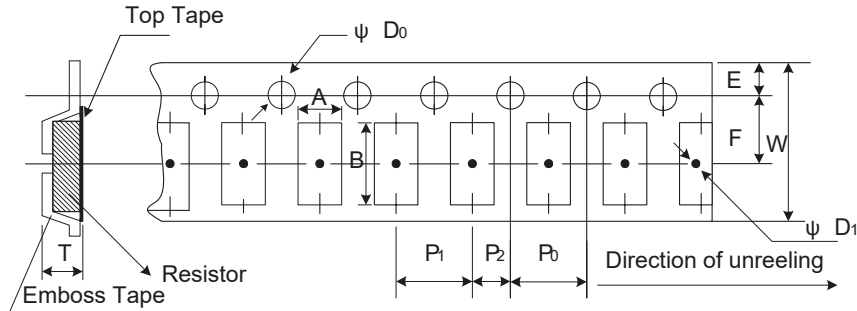 Top Tape
ψ D0
A
E
F
W
B
ψ D1
T
Resistor
Emboss Tape
P1
P2
P0
Direction of unreeling